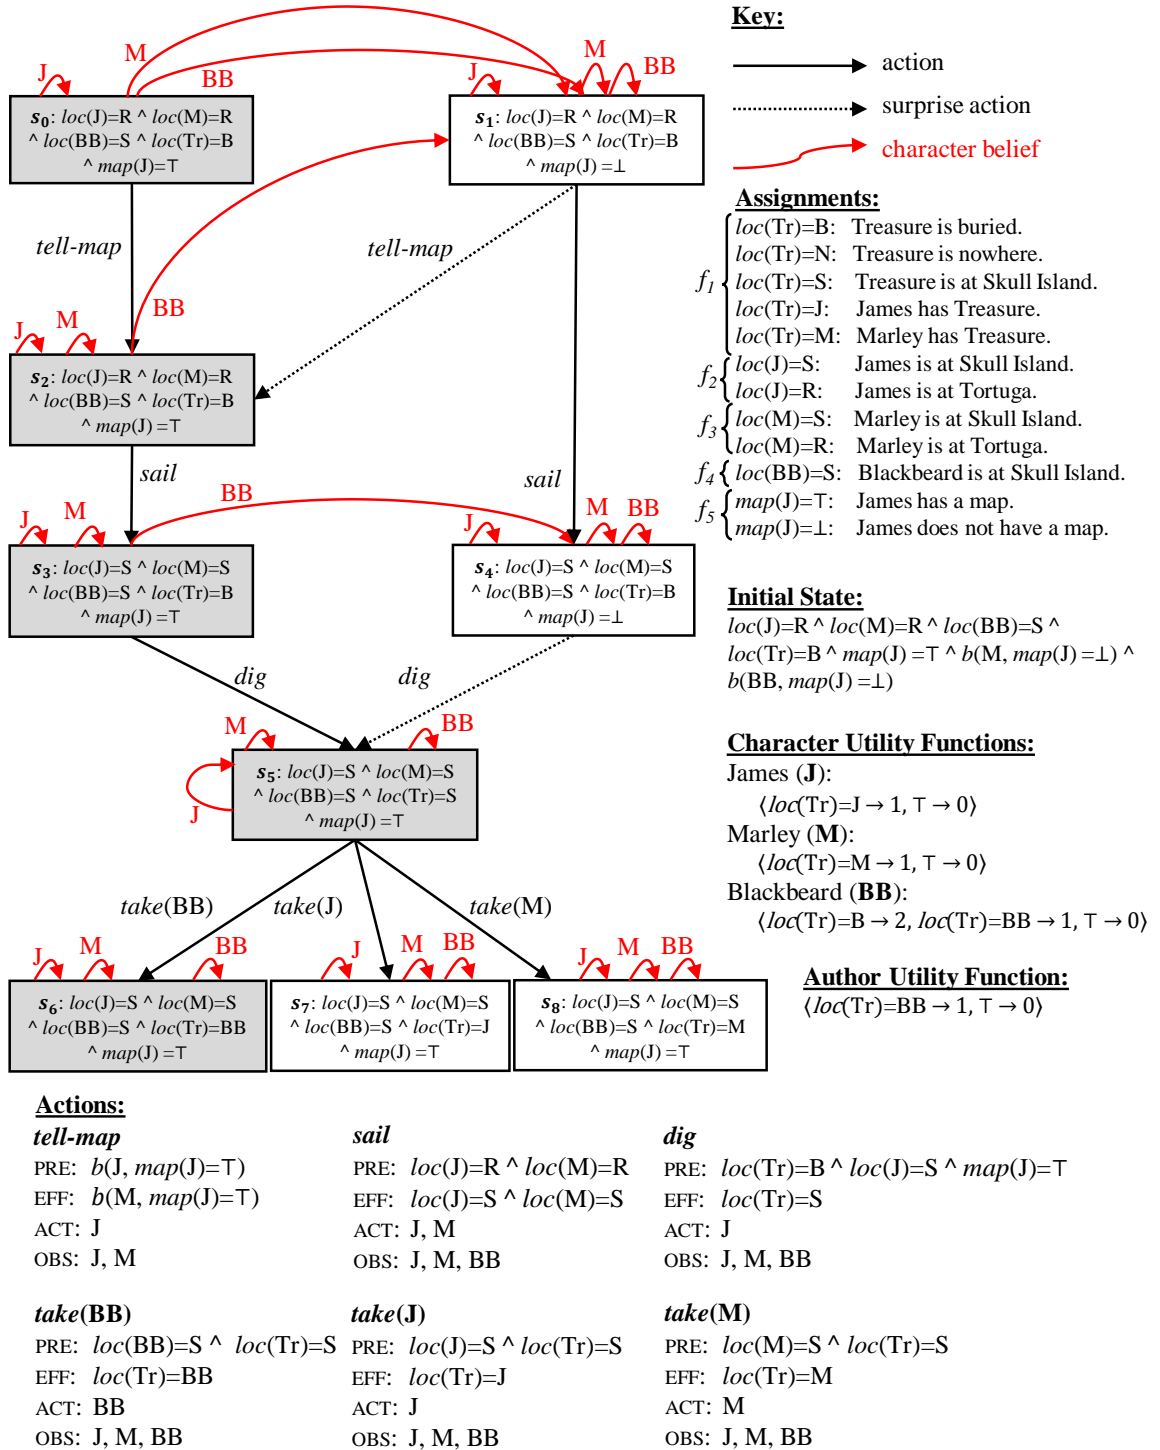 Key:
action
surprise action
character belief
M
J
BB
M
J
BB
s₀: loc(J)=R ^ loc(M)=R
^ loc(BB)=S ^ loc(Tr)=B
^ map(J)=⊤
s₁: loc(J)=R ^ loc(M)=R
^ loc(BB)=S ^ loc(Tr)=B
^ map(J) =⊥
tell-map
tell-map
BB
J
M
s₂: loc(J)=R ^ loc(M)=R
^ loc(BB)=S ^ loc(Tr)=B
^ map(J) =⊤
sail
sail
BB
J
M
J
M
BB
s₃: loc(J)=S ^ loc(M)=S
^ loc(BB)=S ^ loc(Tr)=B
^ map(J) =⊤
s₄: loc(J)=S ^ loc(M)=S
^ loc(BB)=S ^ loc(Tr)=B
^ map(J) =⊥
dig
dig
M
BB
J
s₅: loc(J)=S ^ loc(M)=S
^ loc(BB)=S ^ loc(Tr)=S
^ map(J) =⊤
take(BB)
take(J)
take(M)
J
M
BB
J
M
BB
J
M
BB
s₆: loc(J)=S ^ loc(M)=S
^ loc(BB)=S ^ loc(Tr)=BB
^ map(J) =⊤
s₇: loc(J)=S ^ loc(M)=S
^ loc(BB)=S ^ loc(Tr)=J
^ map(J) =⊤
s₈: loc(J)=S ^ loc(M)=S
^ loc(BB)=S ^ loc(Tr)=M
^ map(J) =⊤
Assignments:
f₁
loc(Tr)=B: Treasure is buried.
loc(Tr)=N: Treasure is nowhere.
loc(Tr)=S: Treasure is at Skull Island.
loc(Tr)=J: James has Treasure.
loc(Tr)=M: Marley has Treasure.
f₂
loc(J)=S: James is at Skull Island.
loc(J)=R: James is at Tortuga.
f₃
loc(M)=S: Marley is at Skull Island.
loc(M)=R: Marley is at Tortuga.
f₄
loc(BB)=S: Blackbeard is at Skull Island.
f₅
map(J)=⊤: James has a map.
map(J)=⊥: James does not have a map.
Initial State:
loc(J)=R ^ loc(M)=R ^ loc(BB)=S ^
loc(Tr)=B ^ map(J) =⊤ ^ b(M, map(J) =⊥) ^
b(BB, map(J) =⊥)
Character Utility Functions:
James (J):
⟨loc(Tr)=J → 1, ⊤ → 0⟩
Marley (M):
⟨loc(Tr)=M → 1, ⊤ → 0⟩
Blackbeard (BB):
⟨loc(Tr)=B → 2, loc(Tr)=BB → 1, ⊤ → 0⟩
Author Utility Function:
⟨loc(Tr)=BB → 1, ⊤ → 0⟩
Actions:
tell-map
PRE: b(J, map(J)=⊤)
EFF: b(M, map(J)=⊤)
ACT: J
OBS: J, M
sail
PRE: loc(J)=R ^ loc(M)=R
EFF: loc(J)=S ^ loc(M)=S
ACT: J, M
OBS: J, M, BB
dig
PRE: loc(Tr)=B ^ loc(J)=S ^ map(J)=⊤
EFF: loc(Tr)=S
ACT: J
OBS: J, M, BB
take(BB)
PRE: loc(BB)=S ^ loc(Tr)=S
EFF: loc(Tr)=BB
ACT: BB
OBS: J, M, BB
take(J)
PRE: loc(J)=S ^ loc(Tr)=S
EFF: loc(Tr)=J
ACT: J
OBS: J, M, BB
take(M)
PRE: loc(M)=S ^ loc(Tr)=S
EFF: loc(Tr)=M
ACT: M
OBS: J, M, BB